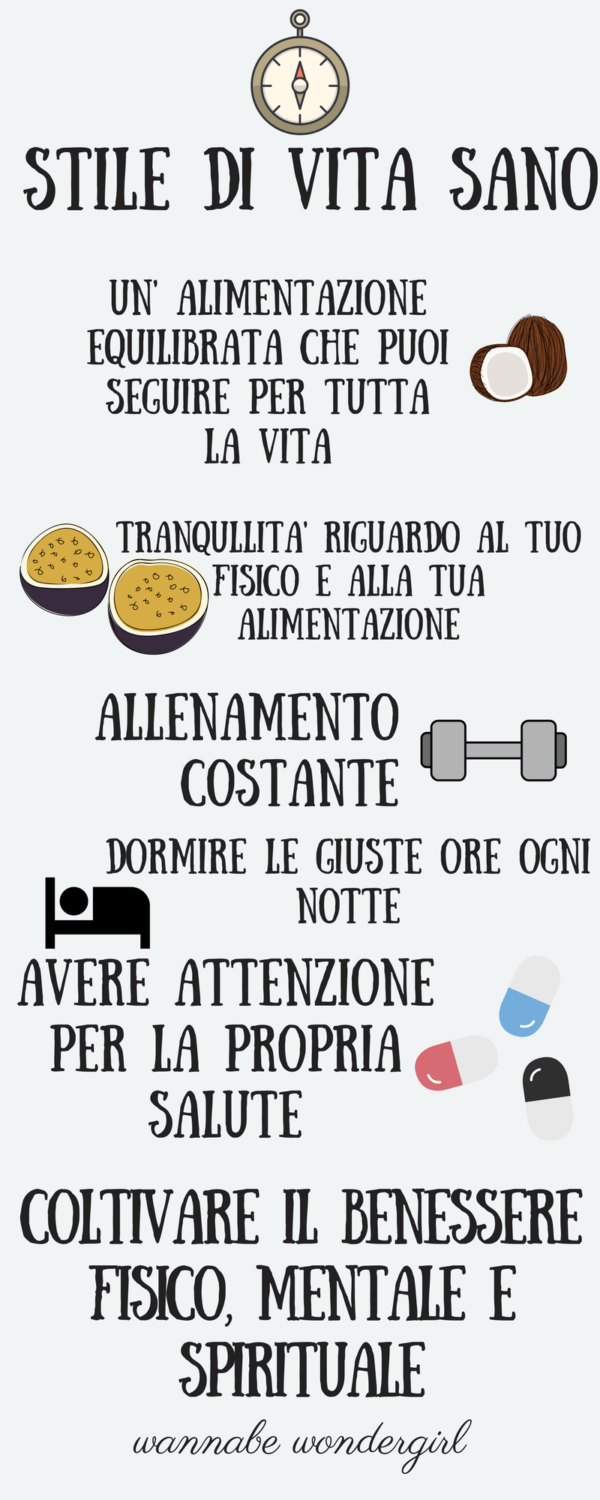 STILE DI VITA SANO
UN' ALIMENTAZIONE
EQUILIBRATA CHE PUOI
SEGUIRE PER TUTTA
LA VITA
TRANQULLITA' RIGUARDO AL TUO
FISICO E ALLA TUA
ALIMENTAZIONE
ALLENAMENTO
COSTANTE
DORMIRE LE GIUSTE ORE OGNI
NOTTE
AVERE ATTENZIONE
PER LA PROPRIA
SALUTE
COLTIVARE IL BENESSERE
FISICO, MENTALE E
SPIRITUALE
wannabe wondergirl